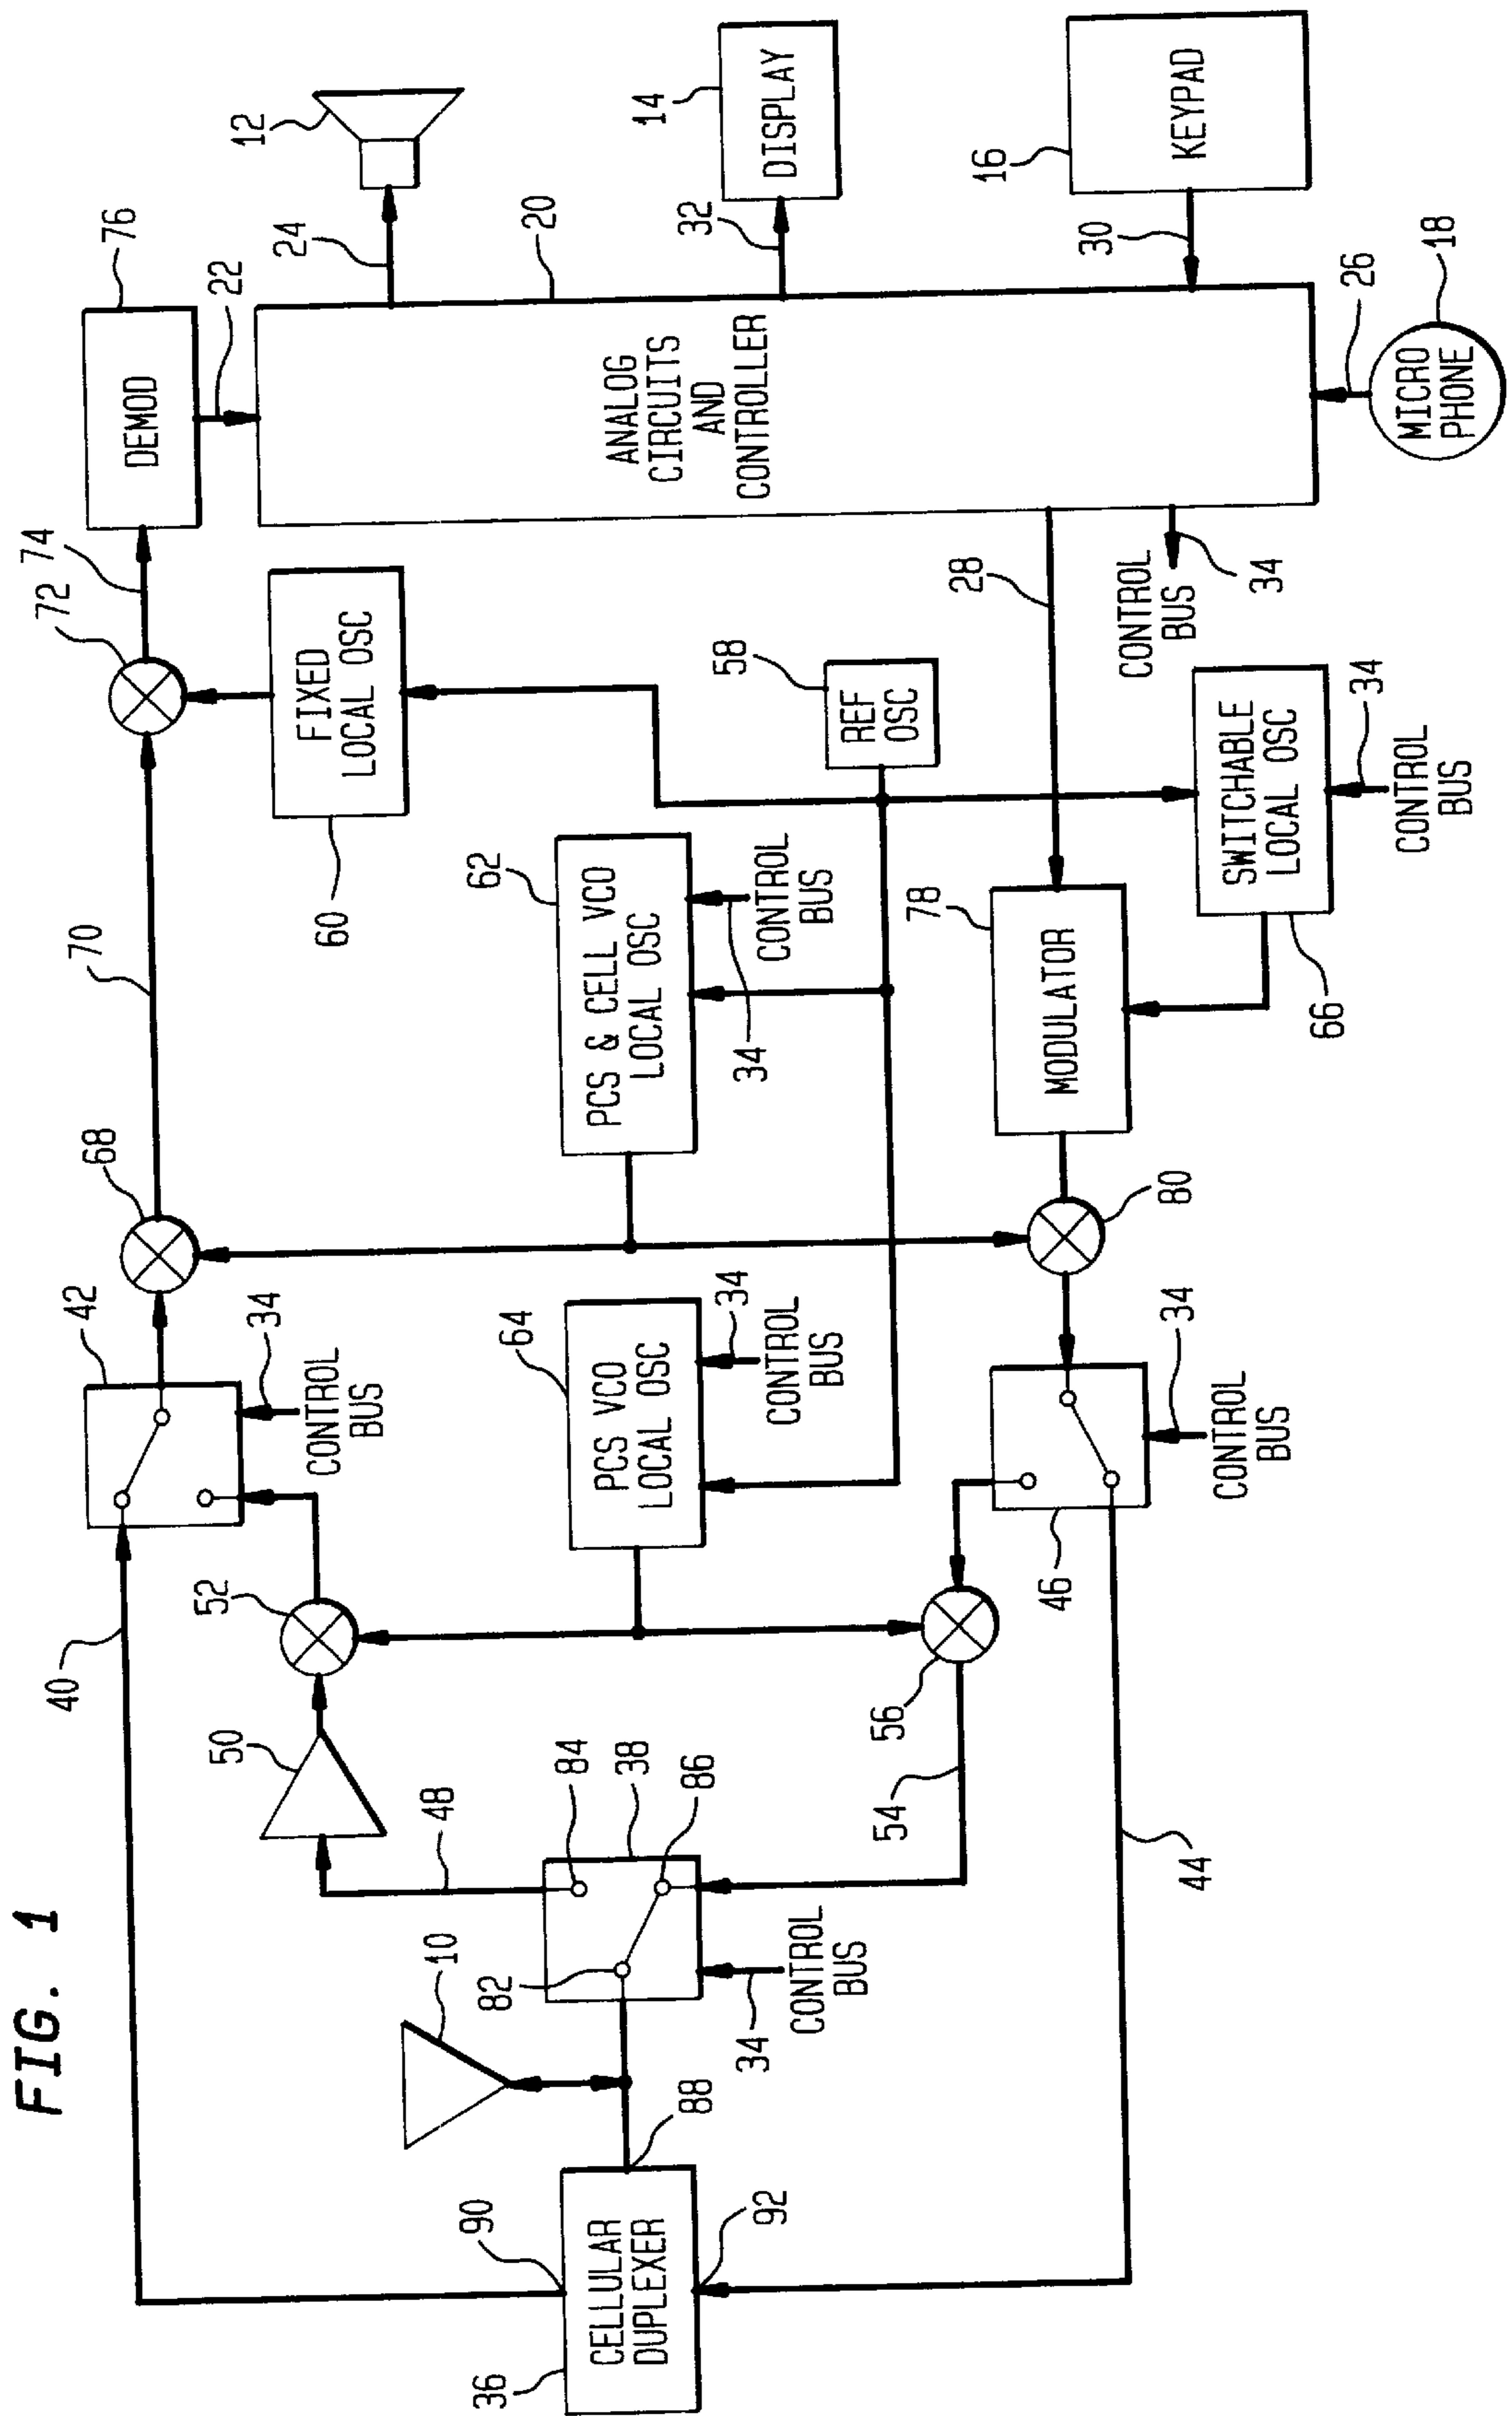 FIG. 1
40
42
34
CONTROL
BUS
68
70
72
74
DEMOD
76
22
12
24
50
52
48
10
90
CELLULAR
DUPLEXER
36
88
92
82
84
38
86
34
CONTROL
BUS
64
PCS VCO
LOCAL OSC
34
CONTROL
BUS
62
PCS & CELL VCO
LOCAL OSC
34
CONTROL
BUS
60
FIXED
LOCAL OSC
58
REF
OSC
ANALOG
CIRCUITS
AND
CONTROLLER
20
32
14
DISPLAY
30
16
KEYPAD
26
18
MICRO
PHONE
28
34
CONTROL
BUS
54
56
44
46
34
CONTROL
BUS
80
78
MODULATOR
66
SWITCHABLE
LOCAL OSC
34
CONTROL
BUS